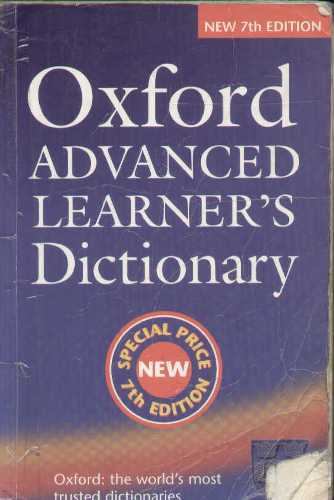 NEW 7th EDITION
Oxford
ADVANCED
LEARNER'S
Dictionary
SPECIAL PRICE
NEW
7th EDITION
Oxford: the world's most
trusted dictionaries